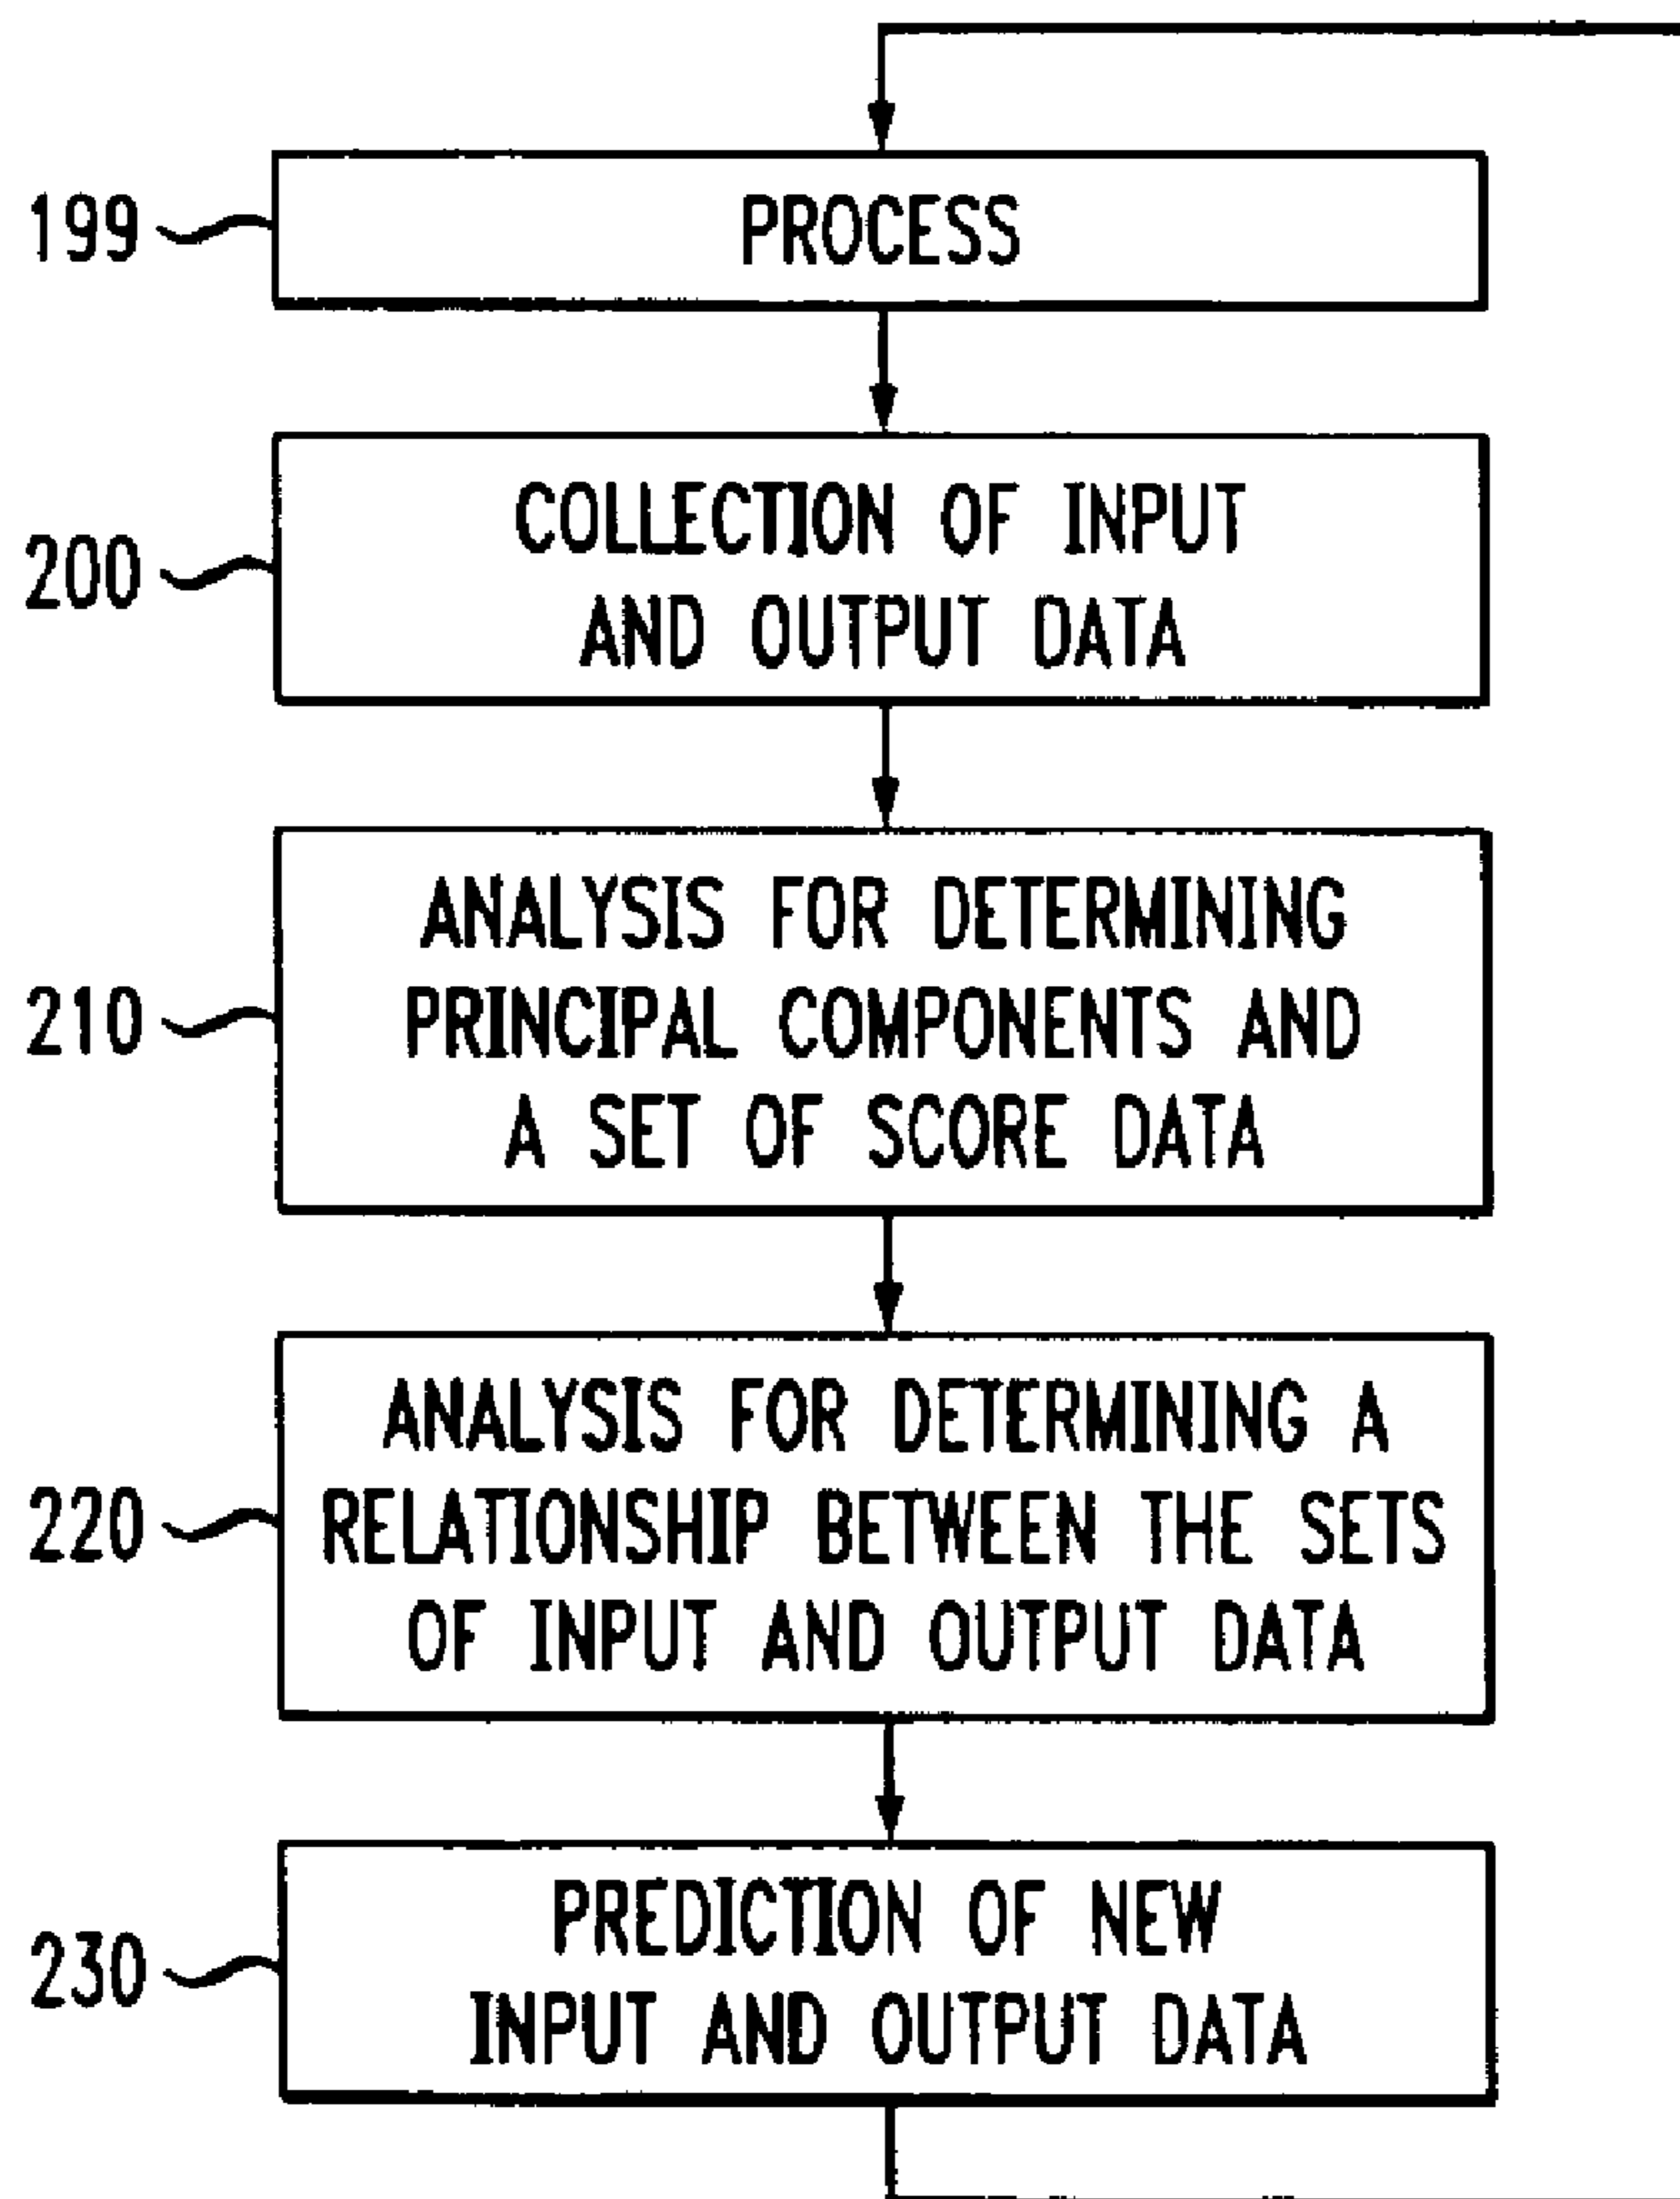 199
PROCESS
200
COLLECTION OF INPUT
AND OUTPUT DATA
210
ANALYSIS FOR DETERMINING
PRINCIPAL COMPONENTS AND
A SET OF SCORE DATA
220
ANALYSIS FOR DETERMINING A
RELATIONSHIP BETWEEN THE SETS
OF INPUT AND OUTPUT DATA
230
PREDICTION OF NEW
INPUT AND OUTPUT DATA